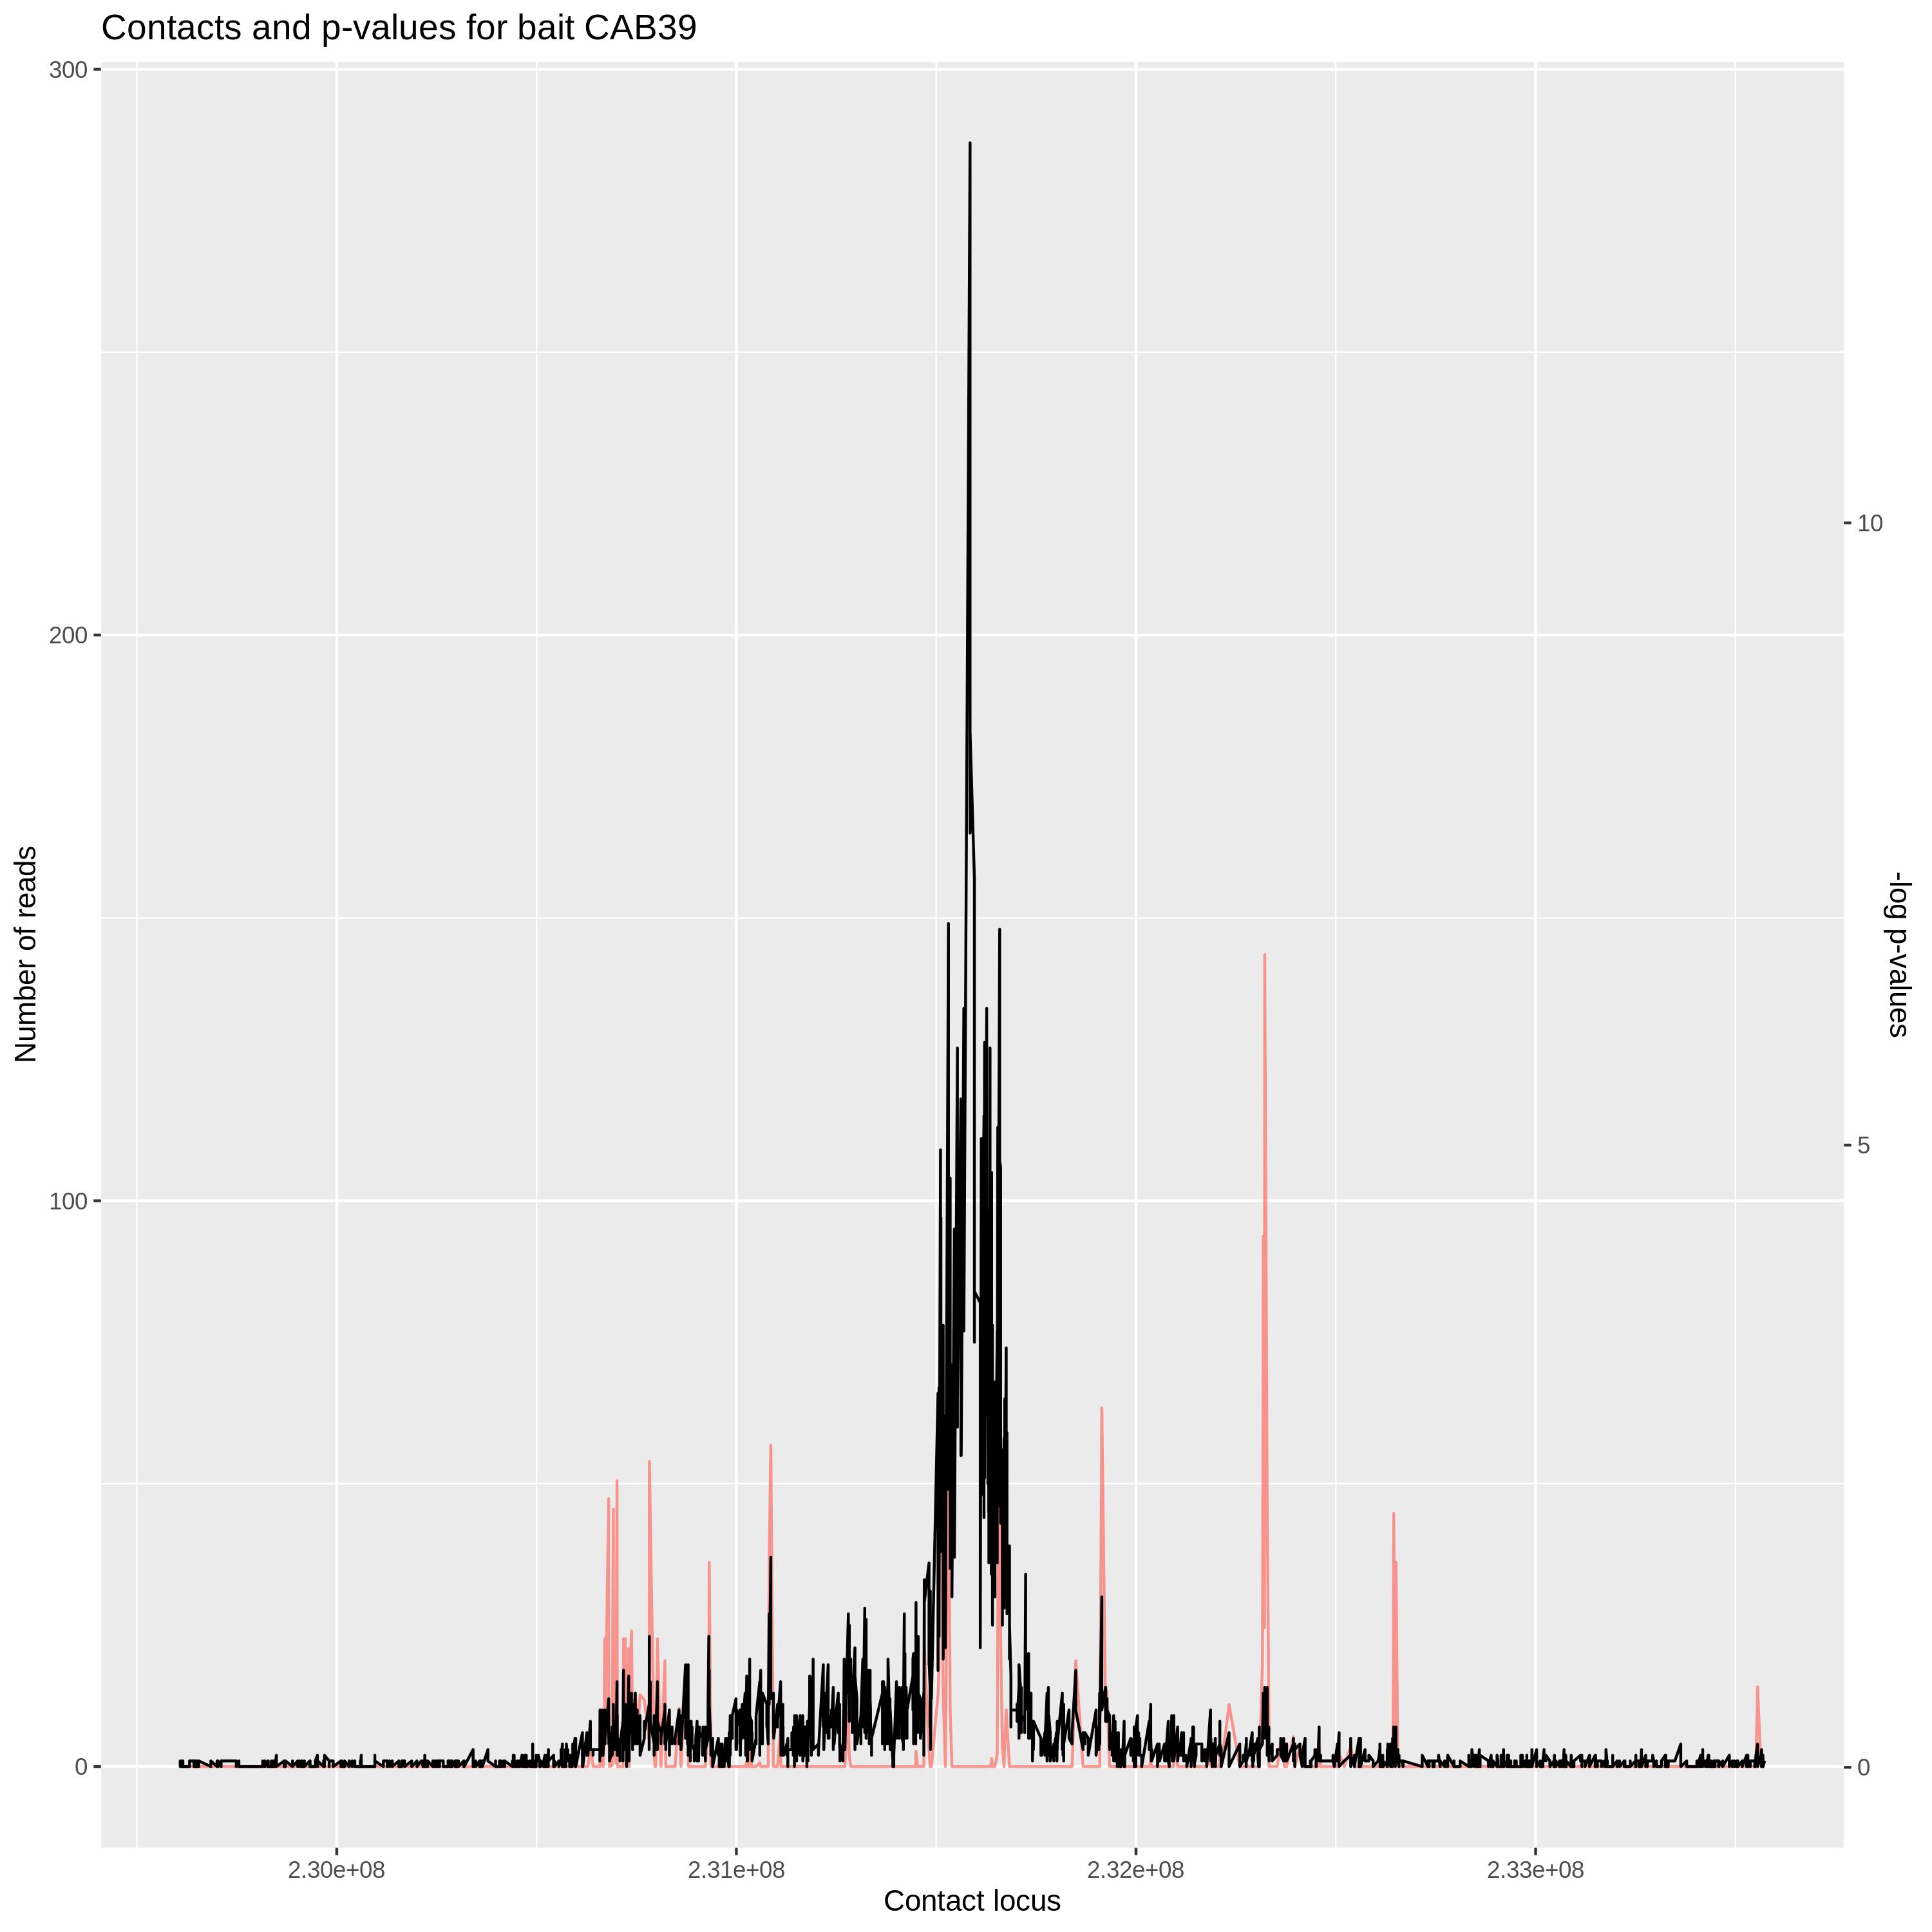 Contacts and p-values for bait CAB39
300
200
100
0
Number of reads
10
5
0
-log p-values
2.30e+08
2.31e+08
2.32e+08
2.33e+08
Contact locus